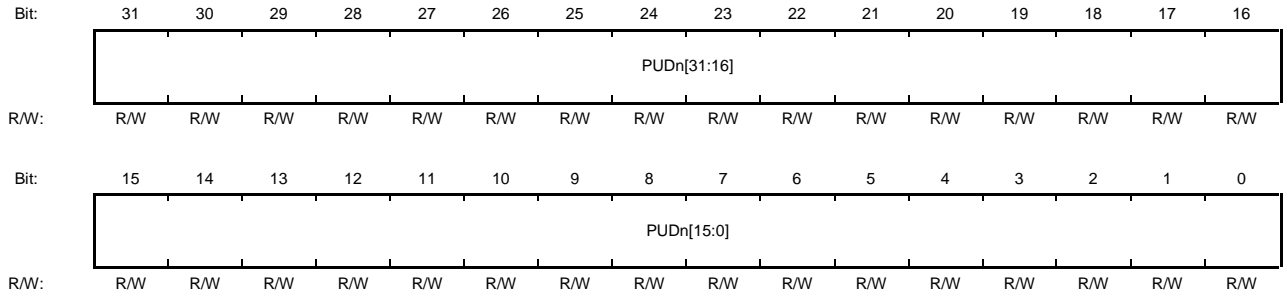 Bit: 31 30 29 28 27 26 25 24 23 22 21 20 19 18 17 16
PUDn[31:16]
R/W: R/W R/W R/W R/W R/W R/W R/W R/W R/W R/W R/W R/W R/W R/W R/W R/W
Bit: 15 14 13 12 11 10 9 8 7 6 5 4 3 2 1 0
PUDn[15:0]
R/W: R/W R/W R/W R/W R/W R/W R/W R/W R/W R/W R/W R/W R/W R/W R/W R/W